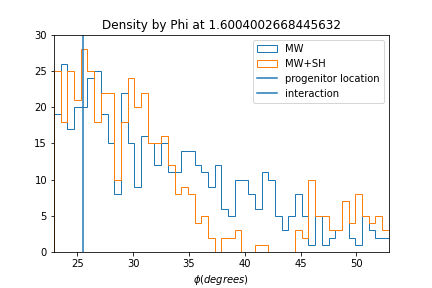 Density by Phi at 1.6004002668445632
30
25
20
15
10
5
0
MW
MW+SH
progenitor location
interaction
25 30 35 40 45 50
ϕ(degrees)